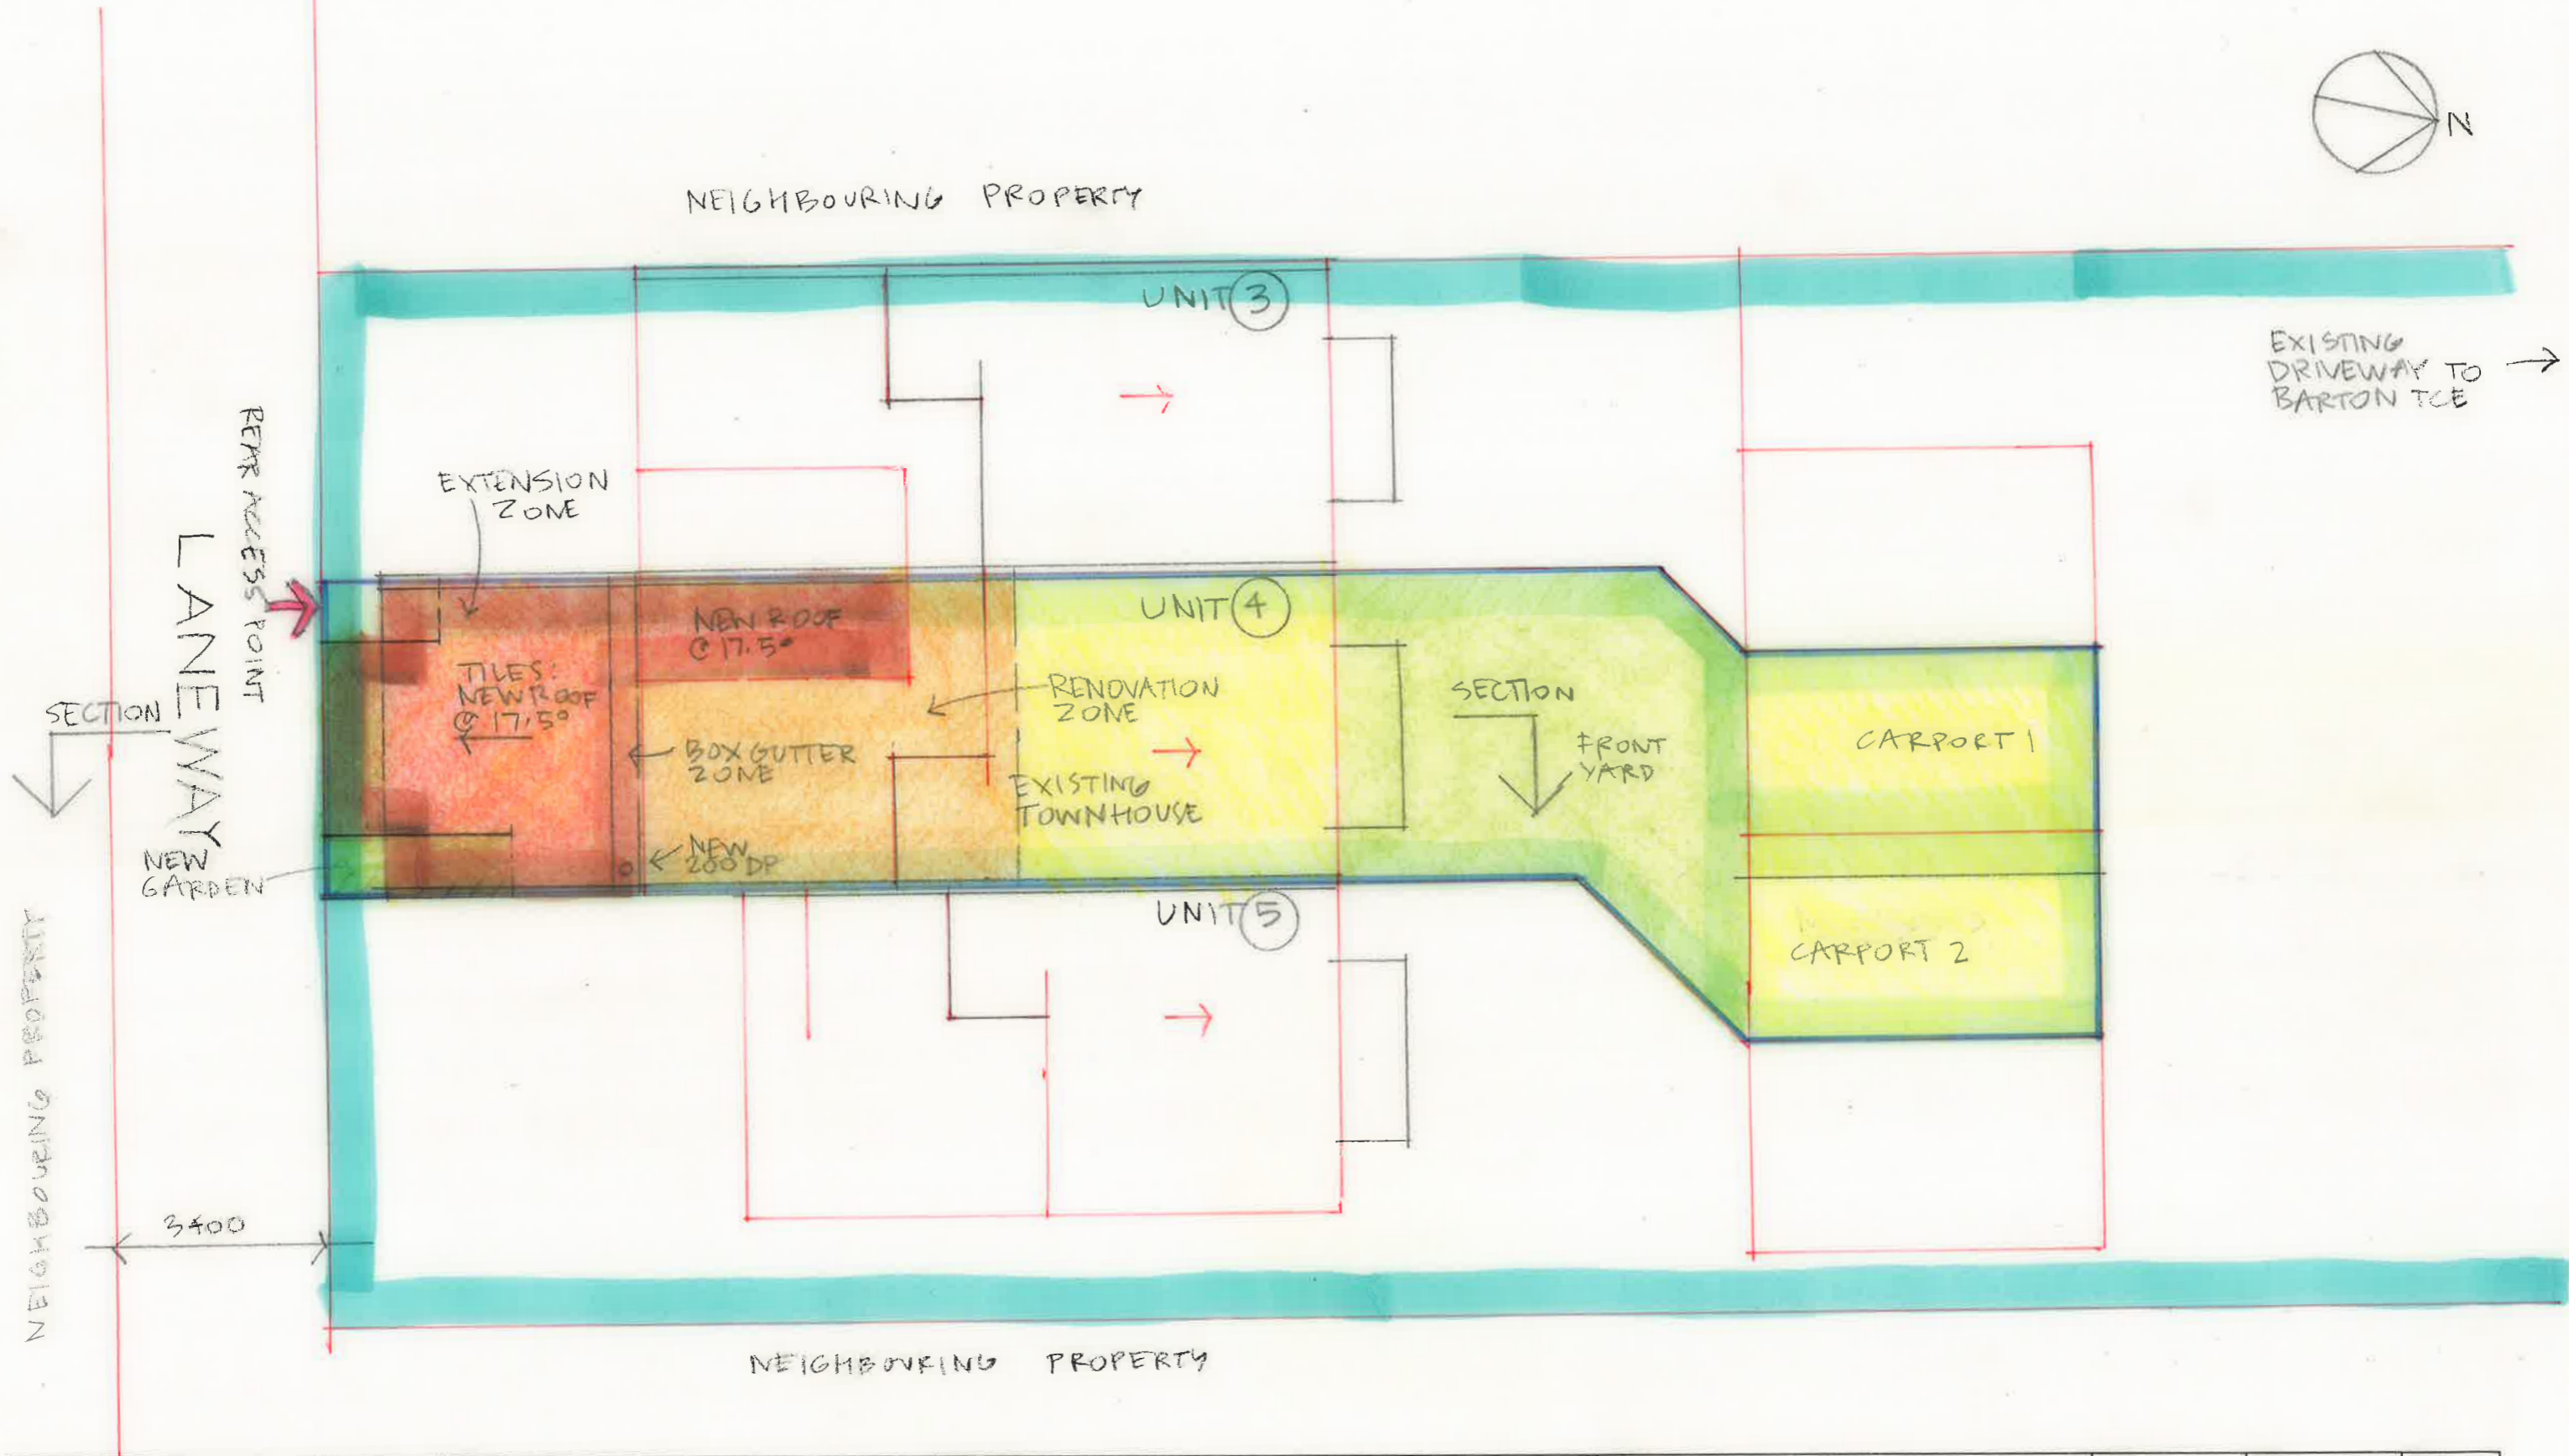 N
NEIGHBOURING PROPERTY
UNIT 3
EXISTING
DRIVEWAY TO
BARTON TCE
REAR ACCESS POINT
EXTENSION
ZONE
LANEWAY
UNIT 4
NEW ROOF
@ 17.5°
TILES:
NEW ROOF
@ 17.5°
RENOVATION
ZONE
SECTION
SECTION
FRONT
YARD
CARPORT 1
BOX GUTTER
ZONE
EXISTING
TOWNHOUSE
NEW
200 DP
NEW
GARDEN
UNIT 5
CARPORT 2
NEIGHBOURING PROPERTY
3400
NEIGHBOURING PROPERTY